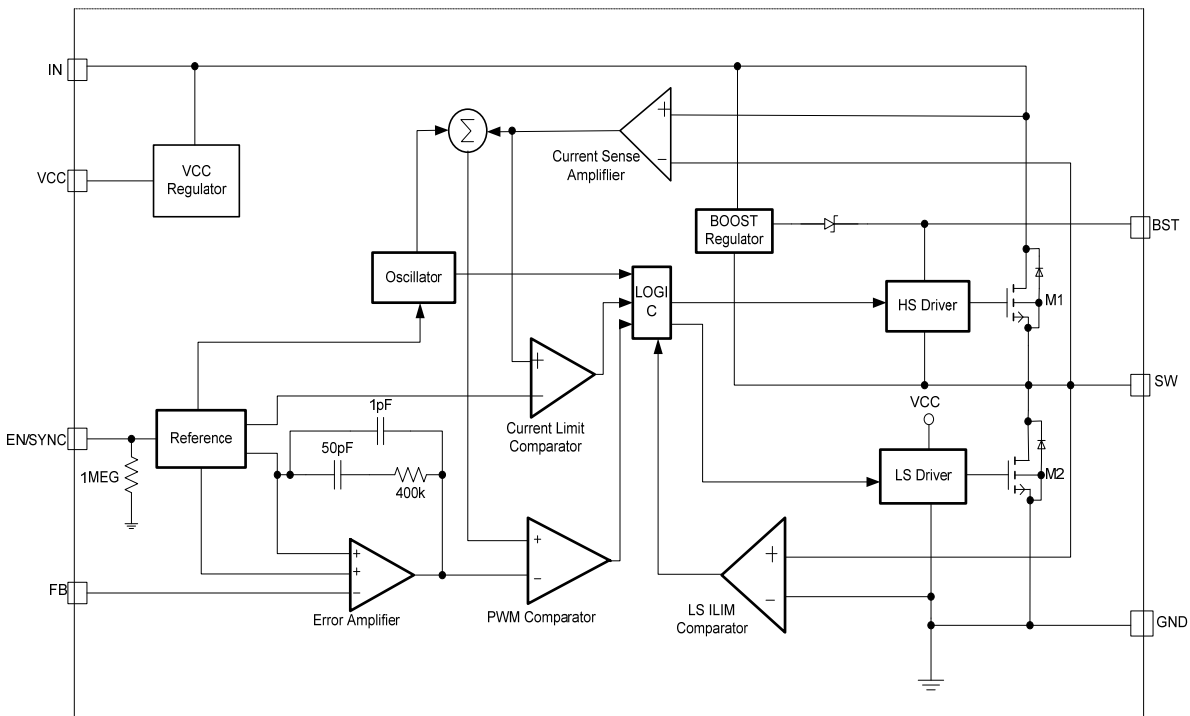 IN
VCC
VCC
Regulator
Σ
+
−
Current Sense
Ampliflier
BOOST
Regulator
BST
Oscillator
LOGI
C
HS Driver
M1
+
−
Current Limit
Comparator
SW
VCC
EN/SYNC
Reference
1MEG
1pF
50pF
400k
LS Driver
M2
+
+
−
Error Amplifier
FB
+
−
PWM Comparator
+
−
LS ILIM
Comparator
GND